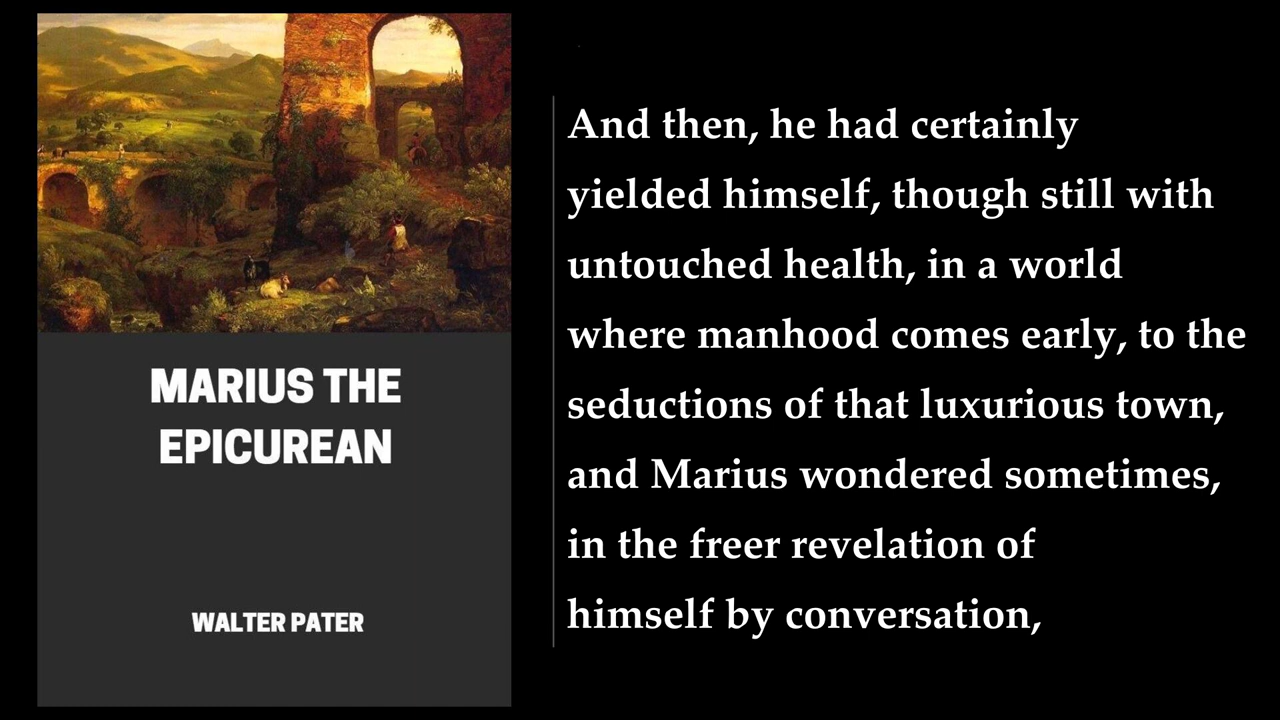 MARIUS THE
EPICUREAN
WALTER PATER
And then, he had certainly
yielded himself, though still with
untouched health, in a world
where manhood comes early, to the
seductions of that luxurious town,
and Marius wondered sometimes,
in the freer revelation of
himself by conversation,